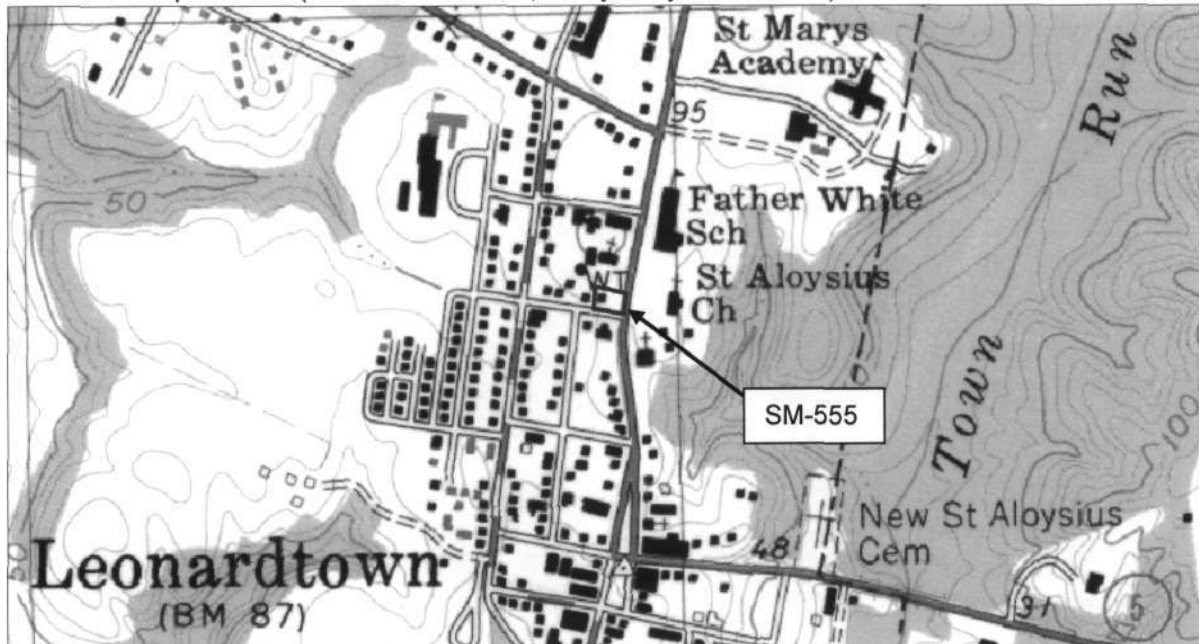 St Marys
Academy
Run
95
50
Father White
Sch
WT
St Aloysius
Ch
SM-555
Town
100
New St Aloysius
Cem
48
Leonardtown
(BM 87)
31
5